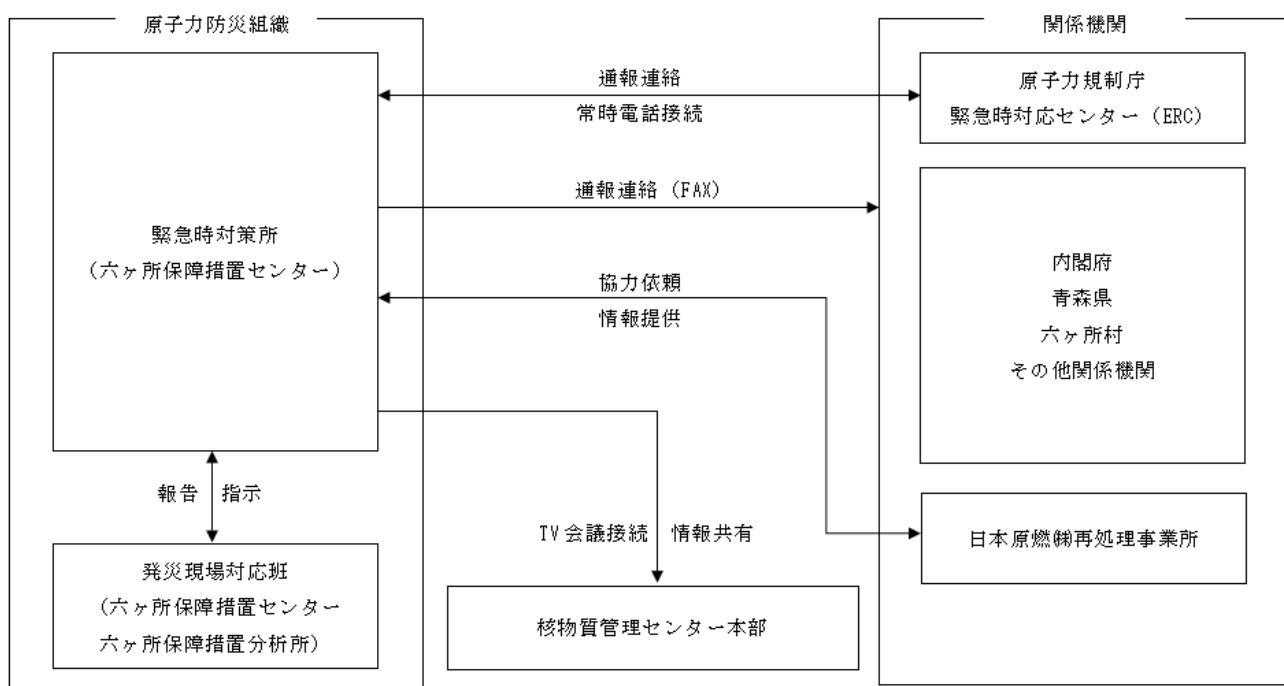 原子力防災組織
関係機関
緊急時対策所
(六ヶ所保障措置センター)
通報連絡
常時電話接続
原子力規制庁
緊急時対応センター (ERC)
通報連絡 (FAX)
内閣府
青森県
六ヶ所村
その他関係機関
協力依頼
情報提供
報告 指示
TV会議接続 情報共有
日本原燃㈱再処理事業所
発災現場対応班
(六ヶ所保障措置センター
六ヶ所保障措置分析所)
核物質管理センター本部